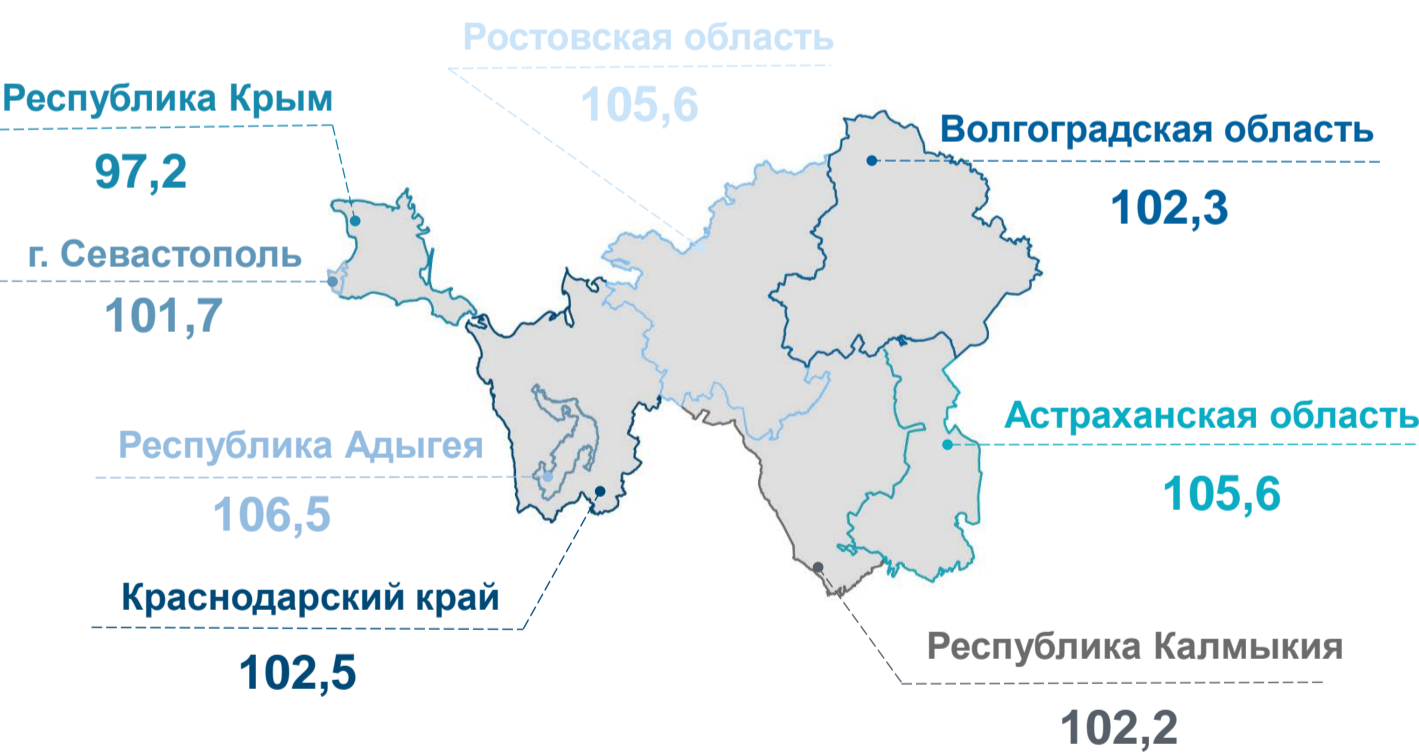 Ростовская область
105,6
Республика Крым
97,2
Волгоградская область
102,3
г. Севастополь
101,7
Астраханская область
105,6
Республика Адыгея
106,5
Краснодарский край
102,5
Республика Калмыкия
102,2